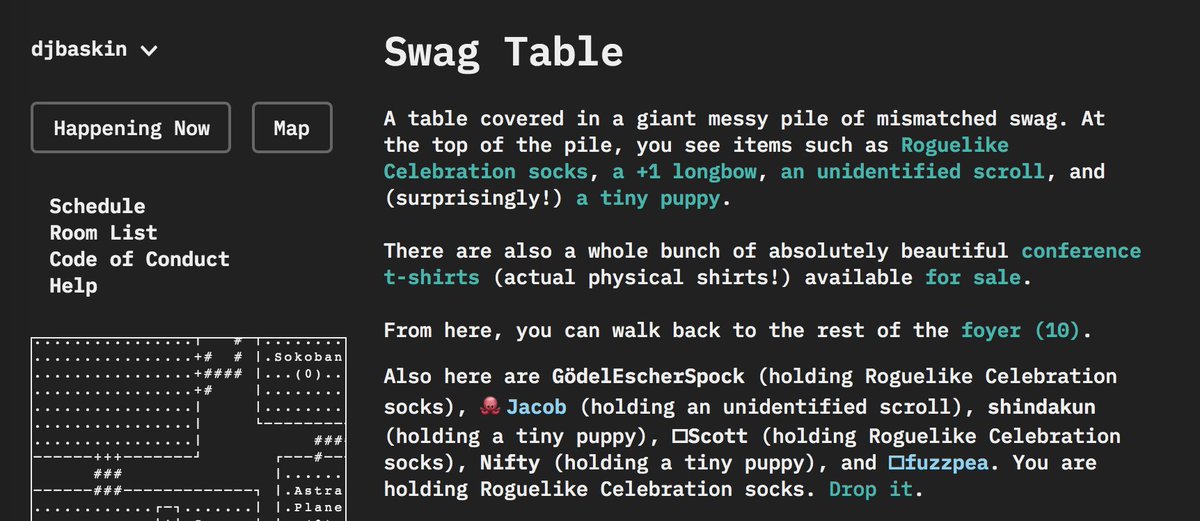 djbaskin
Happening Now
Map
Schedule
Room List
Code of Conduct
Help
Swag Table
A table covered in a giant messy pile of mismatched swag. At
the top of the pile, you see items such as Roguelike
Celebration socks, a +1 longbow, an unidentified scroll, and
(surprisingly!) a tiny puppy.
There are also a whole bunch of absolutely beautiful conference
t-shirts (actual physical shirts!) available for sale.
From here, you can walk back to the rest of the foyer (10).
Also here are GödelEscherSpock (holding Roguelike Celebration
socks), 🐙 Jacob (holding an unidentified scroll), shindakun
(holding a tiny puppy), □Scott (holding Roguelike Celebration
socks), Nifty (holding a tiny puppy), and □fuzzpea. You are
holding Roguelike Celebration socks. Drop it.
Sokoban
(0)
Astra
Plane